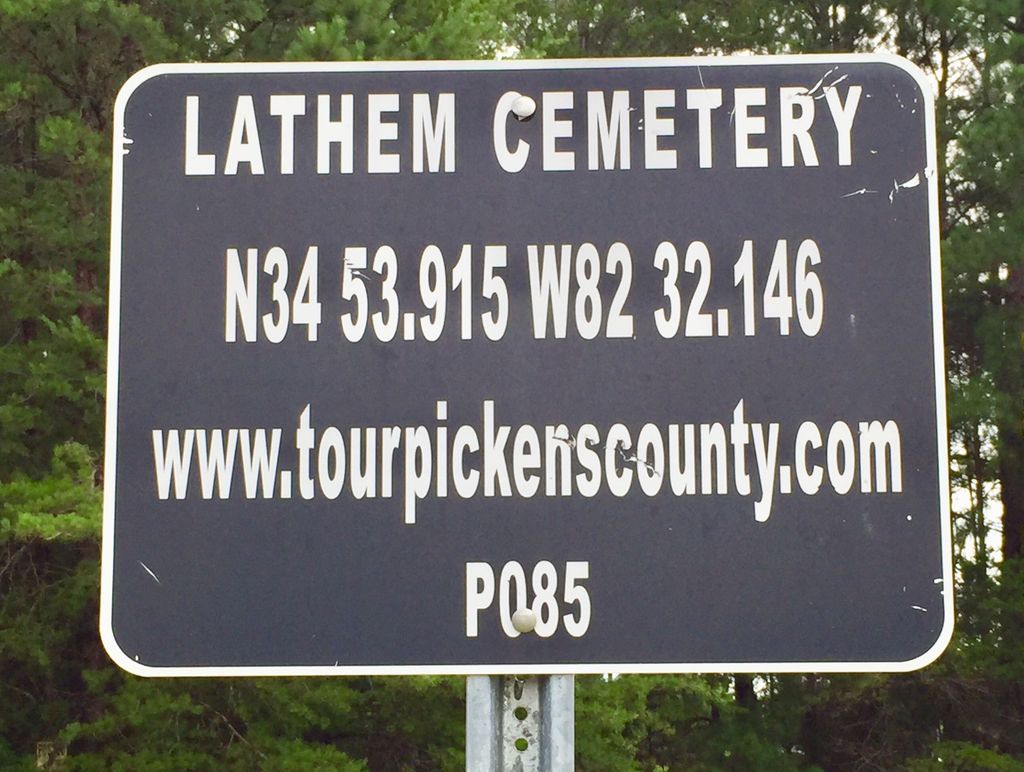 LATHEM CEMETERY
N34 53.915 W82 32.146
www.tourpickenscounty.com
P085